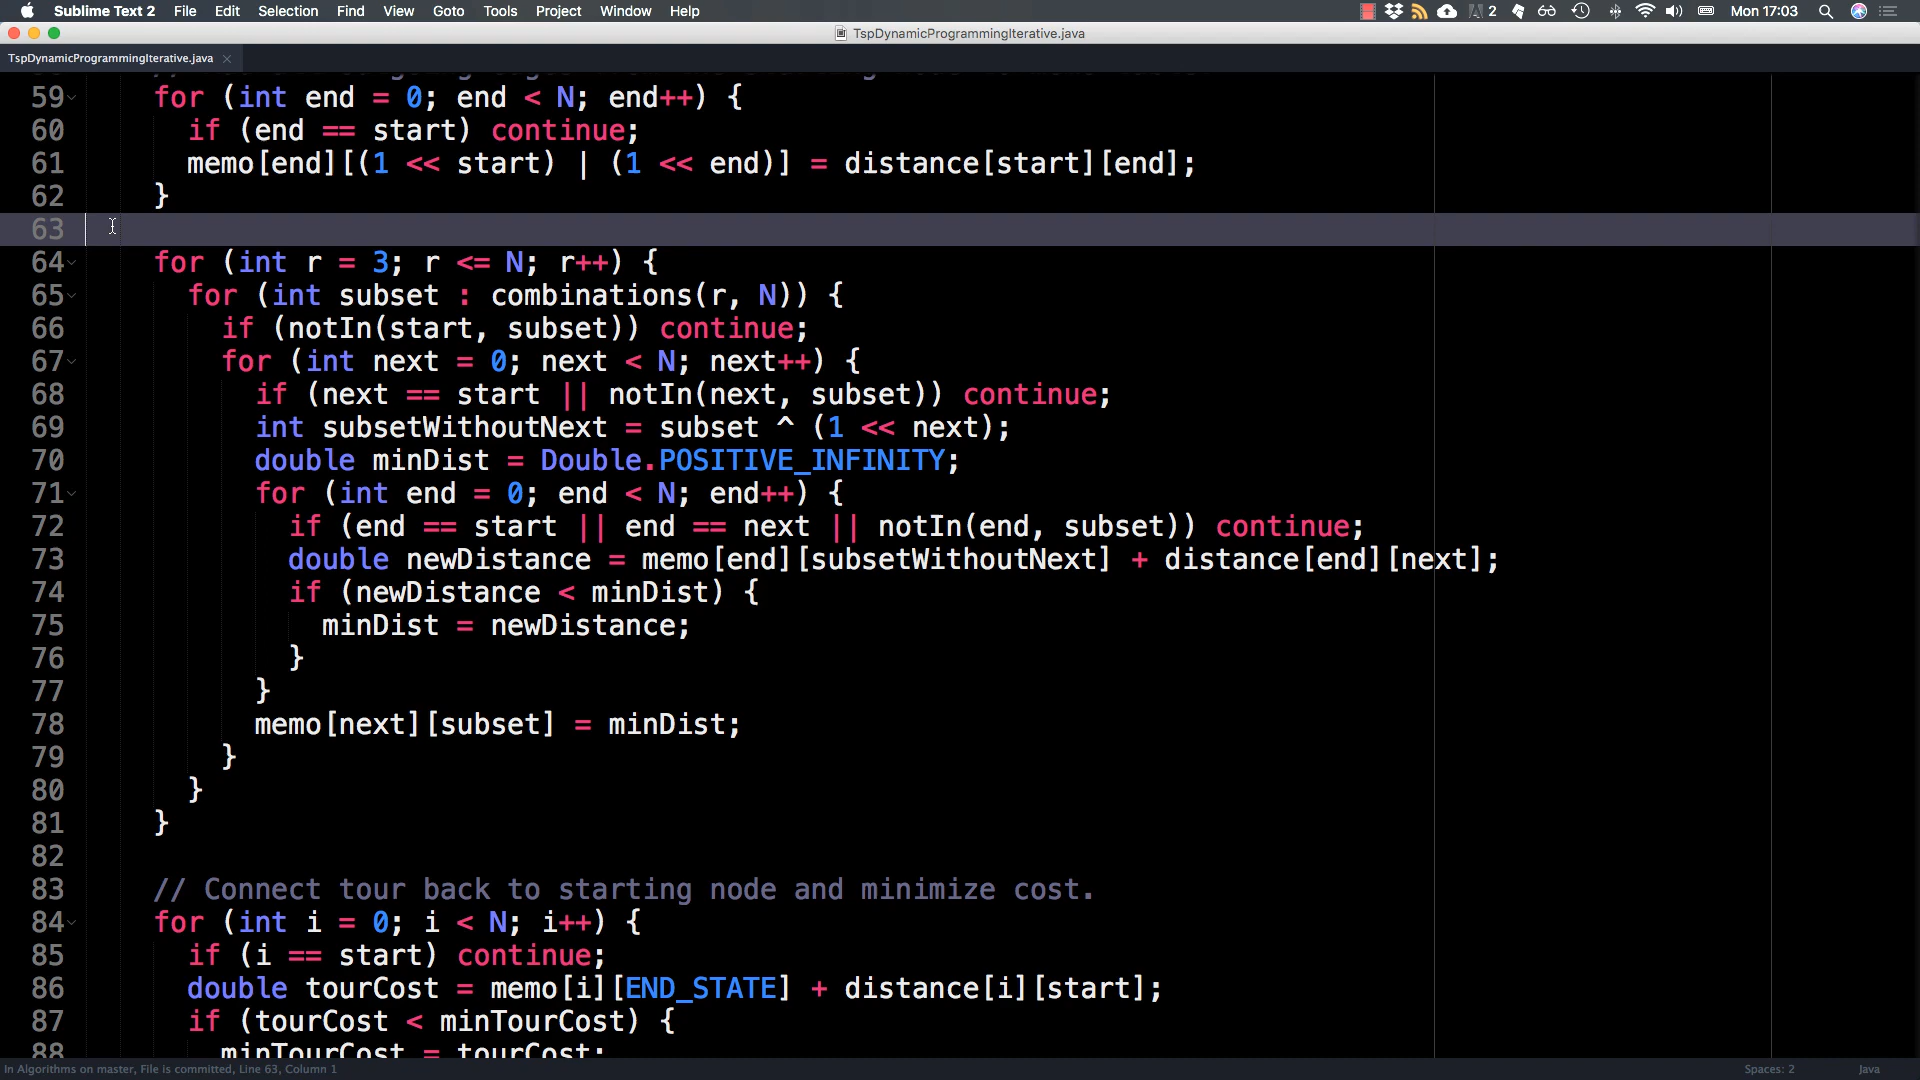 Sublime Text 2 File Edit Selection Find View Goto Tools Project Window Help 2 Mon 17:03
TspDynamicProgrammingIterative.java
TspDynamicProgrammingIterative.java
59 for (int end = 0; end < N; end++) {
60 if (end == start) continue;
61 memo[end][(1 << start) | (1 << end)] = distance[start][end];
62 }
63
64 for (int r = 3; r <= N; r++) {
65 for (int subset : combinations(r, N)) {
66 if (notIn(start, subset)) continue;
67 for (int next = 0; next < N; next++) {
68 if (next == start || notIn(next, subset)) continue;
69 int subsetWithoutNext = subset ^ (1 << next);
70 double minDist = Double.POSITIVE_INFINITY;
71 for (int end = 0; end < N; end++) {
72 if (end == start || end == next || notIn(end, subset)) continue;
73 double newDistance = memo[end][subsetWithoutNext] + distance[end][next];
74 if (newDistance < minDist) {
75 minDist = newDistance;
76 }
77 }
78 memo[next][subset] = minDist;
79 }
80 }
81 }
82
83 // Connect tour back to starting node and minimize cost.
84 for (int i = 0; i < N; i++) {
85 if (i == start) continue;
86 double tourCost = memo[i][END_STATE] + distance[i][start];
87 if (tourCost < minTourCost) {
88 minTourCost = tourCost;
In Algorithms on master, File is committed, Line 63, Column 1 Spaces: 2 Java